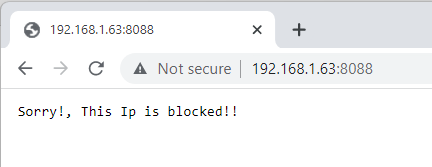 192.168.1.63:8088
Not secure
192.168.1.63:8088
Sorry!, This Ip is blocked!!